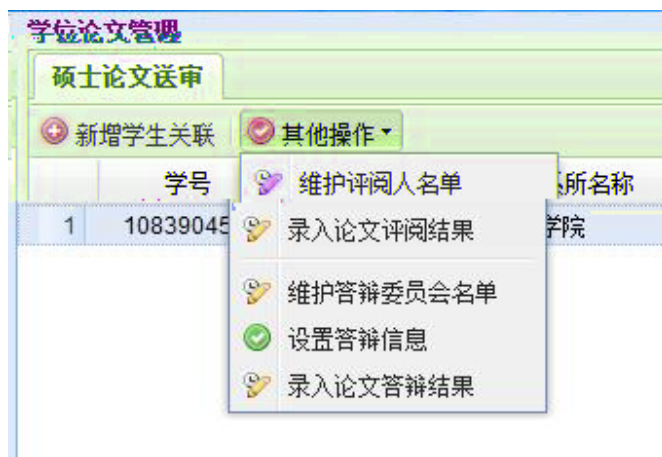 学位论文管理
硕士论文送审
新增学生关联 其他操作
学号 所名称
1 10839045 学院
维护评阅人名单
录入论文评阅结果
维护答辩委员会名单
设置答辩信息
录入论文答辩结果